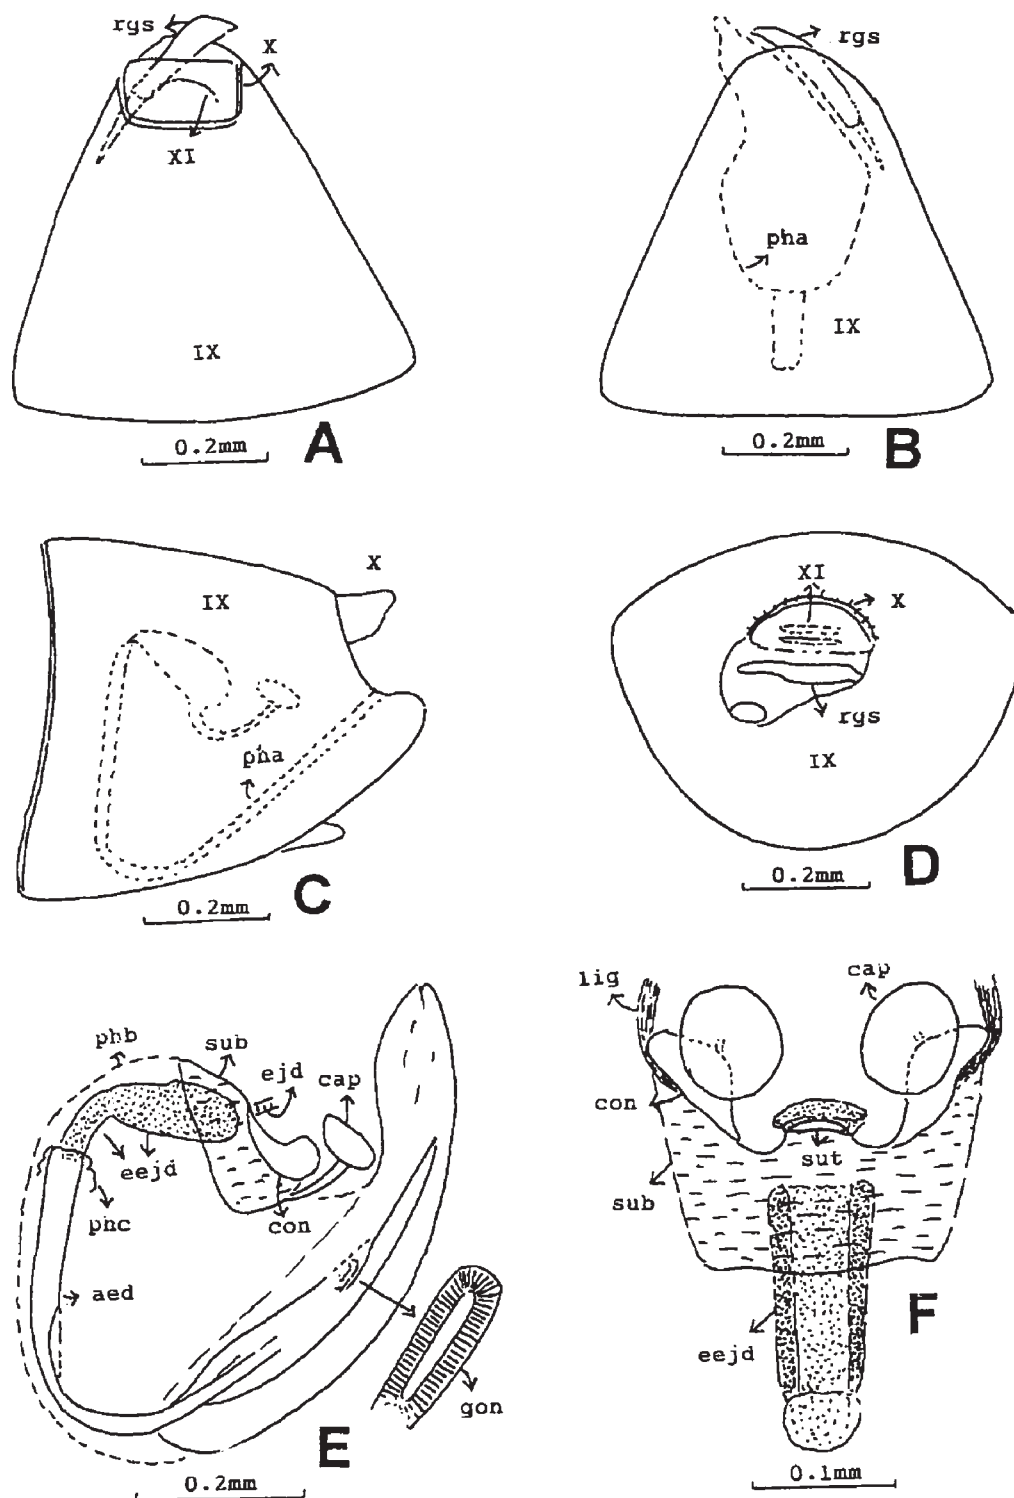 rgs
X
XI
IX
0.2mm
A
rgs
pha
IX
0.2mm
B
X
IX
pha
0.2mm
C
XI
X
rgs
IX
0.2mm
D
phb
sub
ejd
cap
eejd
phc
con
aed
gon
0.2mm
E
lig
cap
con
sut
sub
eejd
0.1mm
F